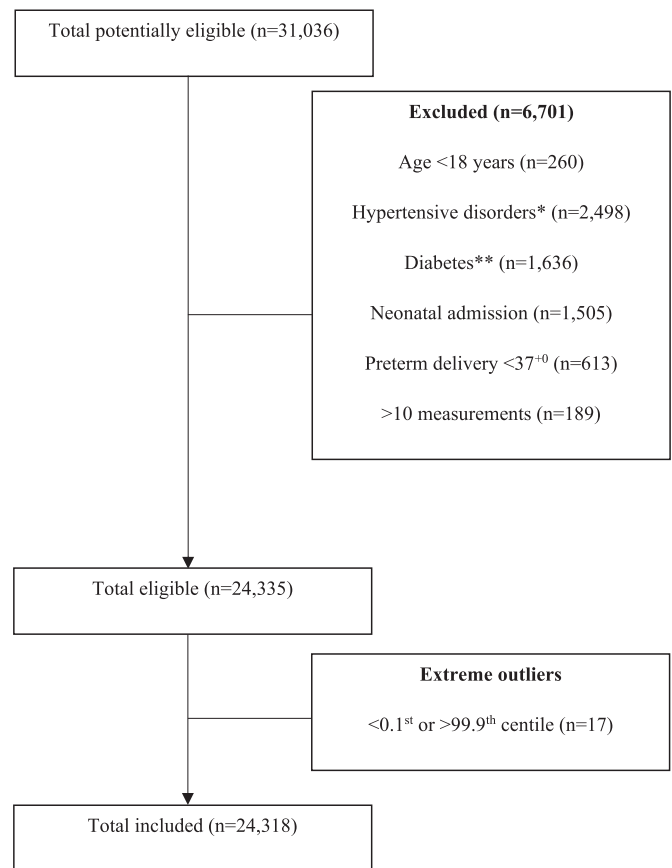 Total potentially eligible (n=31,036)
Excluded (n=6,701)
Age <18 years (n=260)
Hypertensive disorders* (n=2,498)
Diabetes** (n=1,636)
Neonatal admission (n=1,505)
Preterm delivery <37⁺⁰ (n=613)
>10 measurements (n=189)
Total eligible (n=24,335)
Extreme outliers
<0.1ˢᵗ or >99.9ᵗʰ centile (n=17)
Total included (n=24,318)